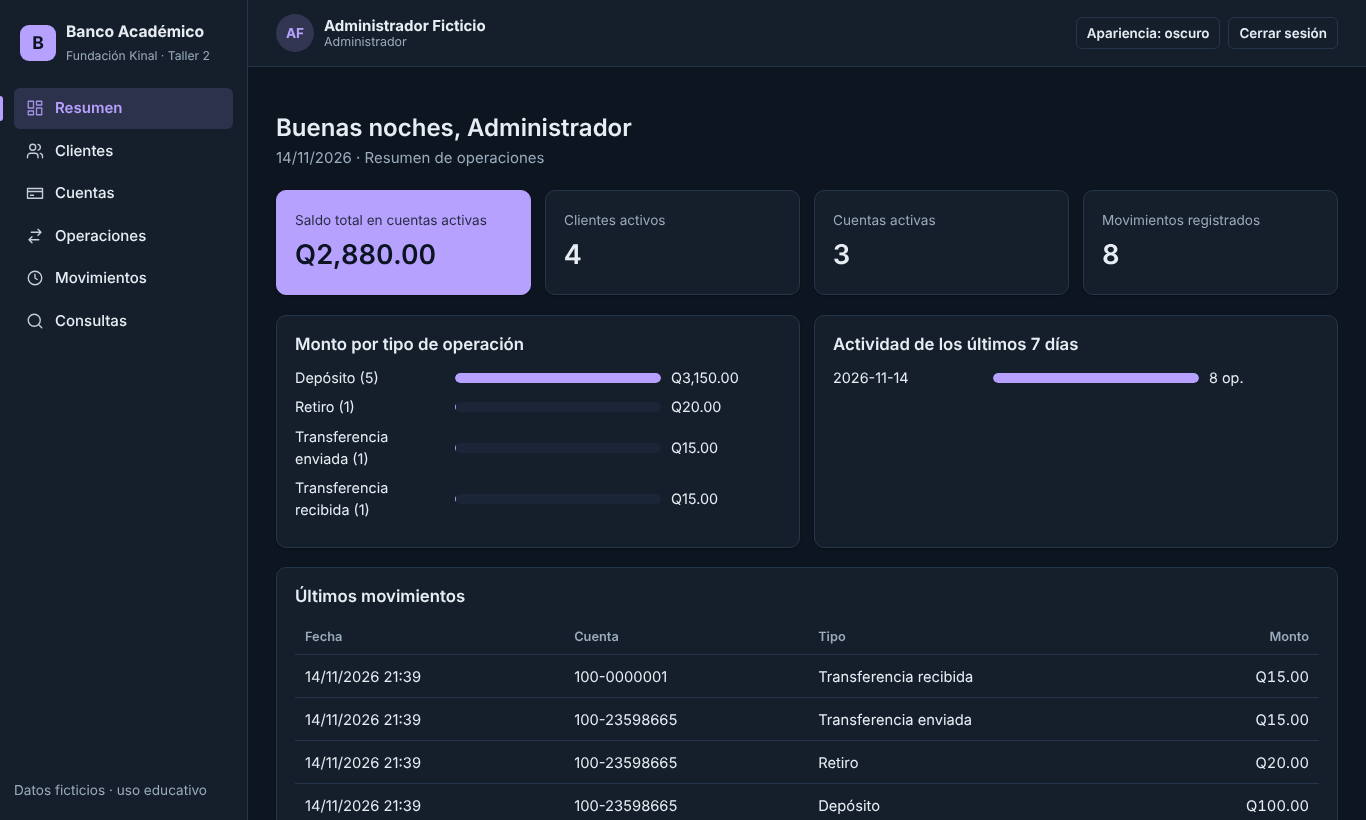 B
Banco Académico
Fundación Kinal · Taller 2
Resumen
Clientes
Cuentas
Operaciones
Movimientos
Consultas
Datos ficticios · uso educativo
AF
Administrador Ficticio
Administrador
Apariencia: oscuro
Cerrar sesión
Buenas noches, Administrador
14/11/2026 · Resumen de operaciones
Saldo total en cuentas activas
Q2,880.00
Clientes activos
4
Cuentas activas
3
Movimientos registrados
8
Monto por tipo de operación
Depósito (5) Q3,150.00
Retiro (1) Q20.00
Transferencia
enviada (1) Q15.00
Transferencia
recibida (1) Q15.00
Actividad de los últimos 7 días
2026-11-14 8 op.
Últimos movimientos
Fecha Cuenta Tipo Monto
14/11/2026 21:39 100-0000001 Transferencia recibida Q15.00
14/11/2026 21:39 100-23598665 Transferencia enviada Q15.00
14/11/2026 21:39 100-23598665 Retiro Q20.00
14/11/2026 21:39 100-23598665 Depósito Q100.00